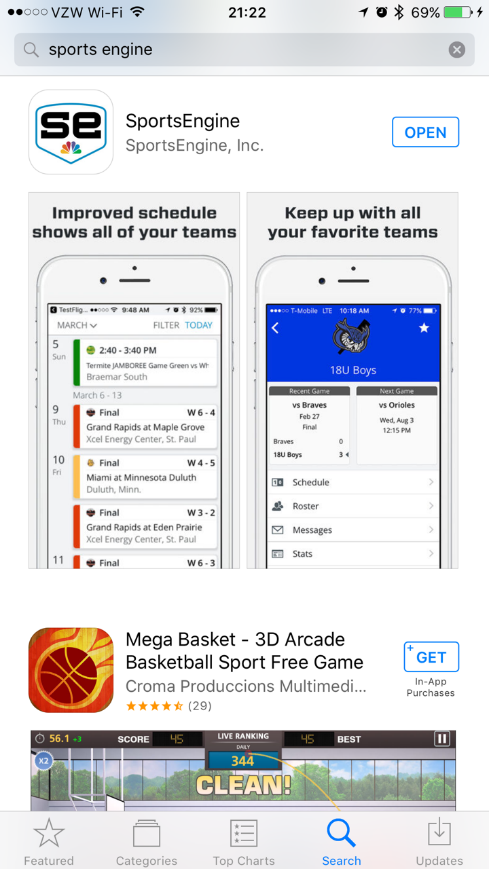 VZW Wi-Fi 21:22 69%
sports engine
se
SportsEngine
SportsEngine, Inc.
OPEN
Improved schedule
shows all of your teams
TestFlig... 9:48 AM 92%
MARCH FILTER TODAY
5 2:40 - 3:40 PM
Sun Termite JAMBOREE Game Green vs Wh
Braemar South
March 6 - 13
9 Final W 6 - 4
Thu Grand Rapids at Maple Grove
Xcel Energy Center, St. Paul
10 Final W 4 - 5
Fri Miami at Minnesota Duluth
Duluth, Minn.
Final W 3 - 2
Grand Rapids at Eden Prairie
Xcel Energy Center, St. Paul
11 Final W 6 - 3
Keep up with all
your favorite teams
T-Mobile LTE 10:18 AM 77%
18U Boys
Recent Game Next Game
vs Braves vs Orioles
Feb 27 Wed, Aug 3
Final 12:15 PM
Braves 0
18U Boys 3
Schedule
Roster
Messages
Stats
Mega Basket - 3D Arcade
Basketball Sport Free Game
Croma Produccions Multimedi...
(29)
+ GET
In-App
Purchases
56.1 +3 SCORE 45 LIVE RANKING 45 BEST
DAILY
x2 344
CLEAN!
Featured Categories Top Charts Search Updates